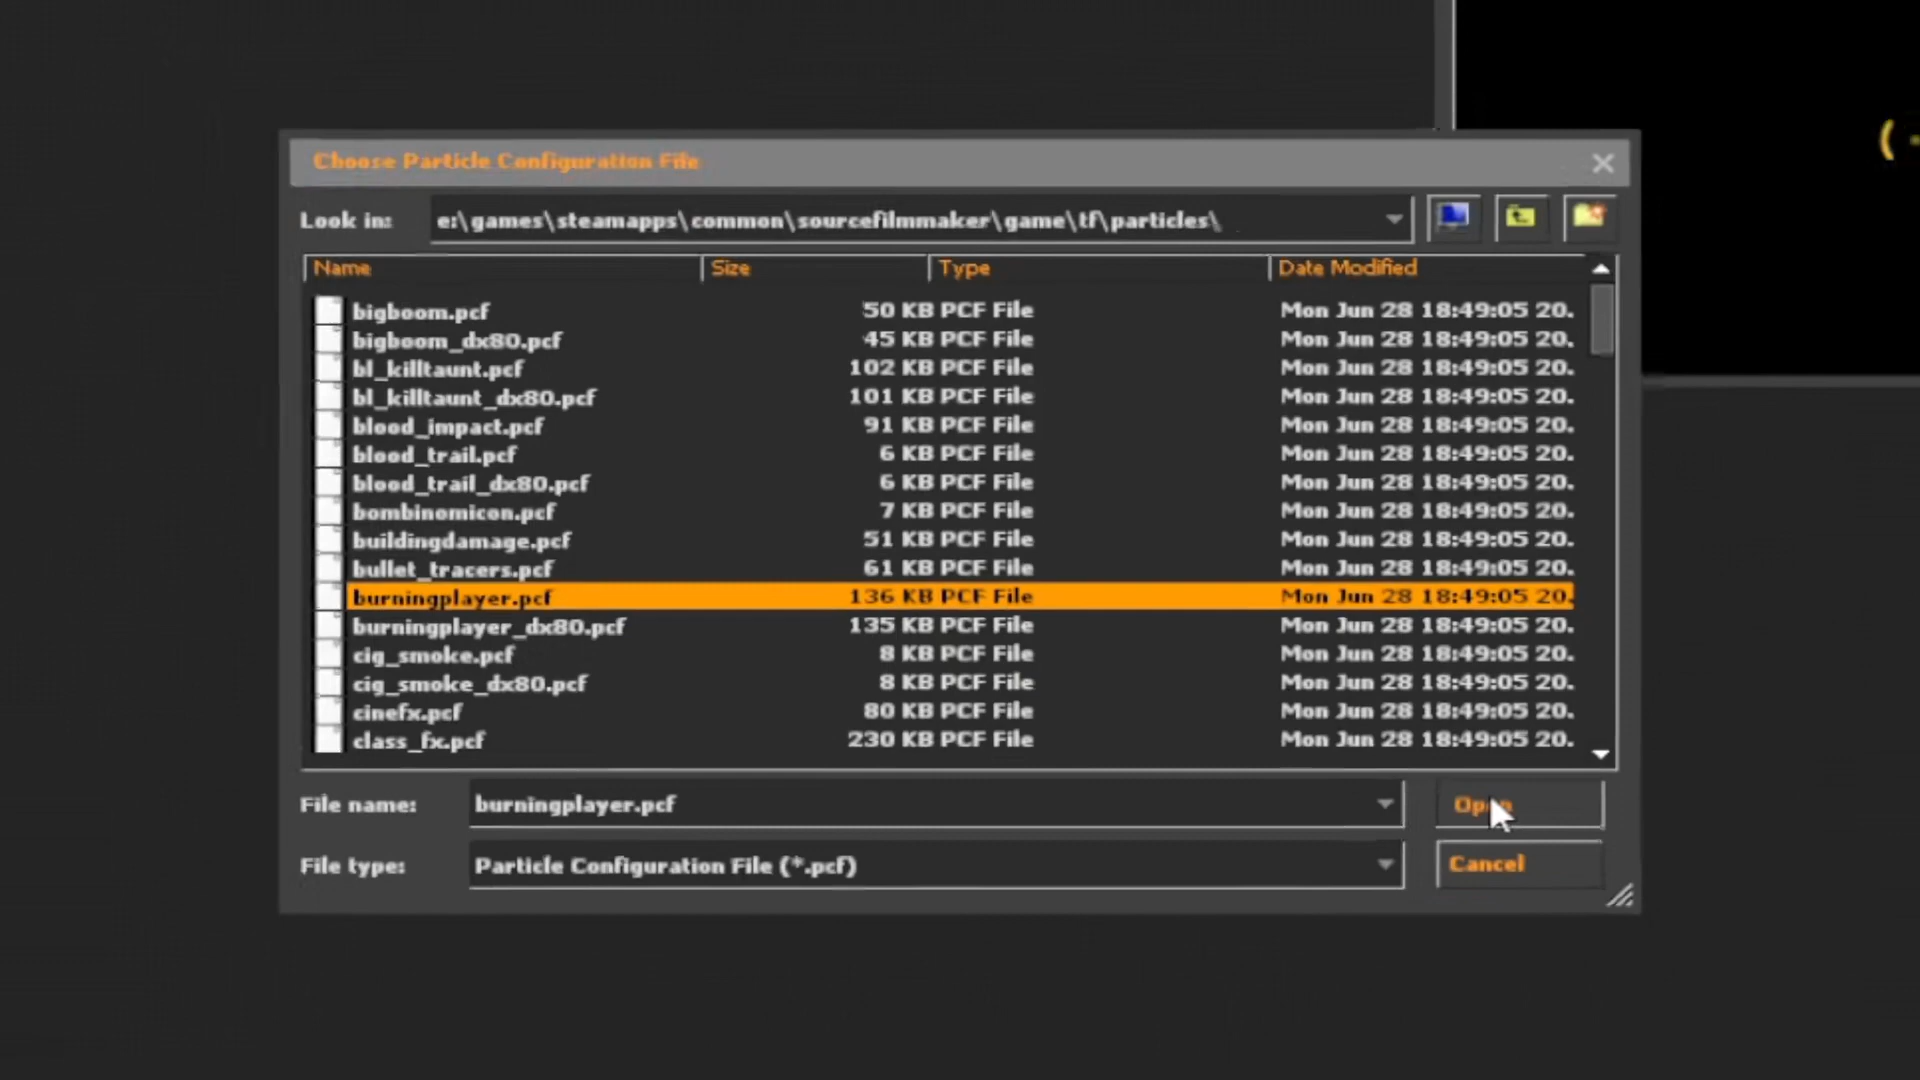 Choose Particle Configuration File
Look in: e:\games\steamapps\common\sourcefilmmaker\game\tf\particles\
Name Size Type Date Modified
bigboom.pcf 50 KB PCF File Mon Jun 28 18:49:05 20.
bigboom_dx80.pcf 45 KB PCF File Mon Jun 28 18:49:05 20.
bl_killtaunt.pcf 102 KB PCF File Mon Jun 28 18:49:05 20.
bl_killtaunt_dx80.pcf 101 KB PCF File Mon Jun 28 18:49:05 20.
blood_impact.pcf 91 KB PCF File Mon Jun 28 18:49:05 20.
blood_trail.pcf 6 KB PCF File Mon Jun 28 18:49:05 20.
blood_trail_dx80.pcf 6 KB PCF File Mon Jun 28 18:49:05 20.
bombinomicon.pcf 7 KB PCF File Mon Jun 28 18:49:05 20.
buildingdamage.pcf 51 KB PCF File Mon Jun 28 18:49:05 20.
bullet_tracers.pcf 61 KB PCF File Mon Jun 28 18:49:05 20.
burningplayer.pcf 136 KB PCF File Mon Jun 28 18:49:05 20.
burningplayer_dx80.pcf 135 KB PCF File Mon Jun 28 18:49:05 20.
cig_smoke.pcf 8 KB PCF File Mon Jun 28 18:49:05 20.
cig_smoke_dx80.pcf 8 KB PCF File Mon Jun 28 18:49:05 20.
cinefx.pcf 80 KB PCF File Mon Jun 28 18:49:05 20.
class_fx.pcf 230 KB PCF File Mon Jun 28 18:49:05 20.
File name: burningplayer.pcf Open
File type: Particle Configuration File (*.pcf) Cancel